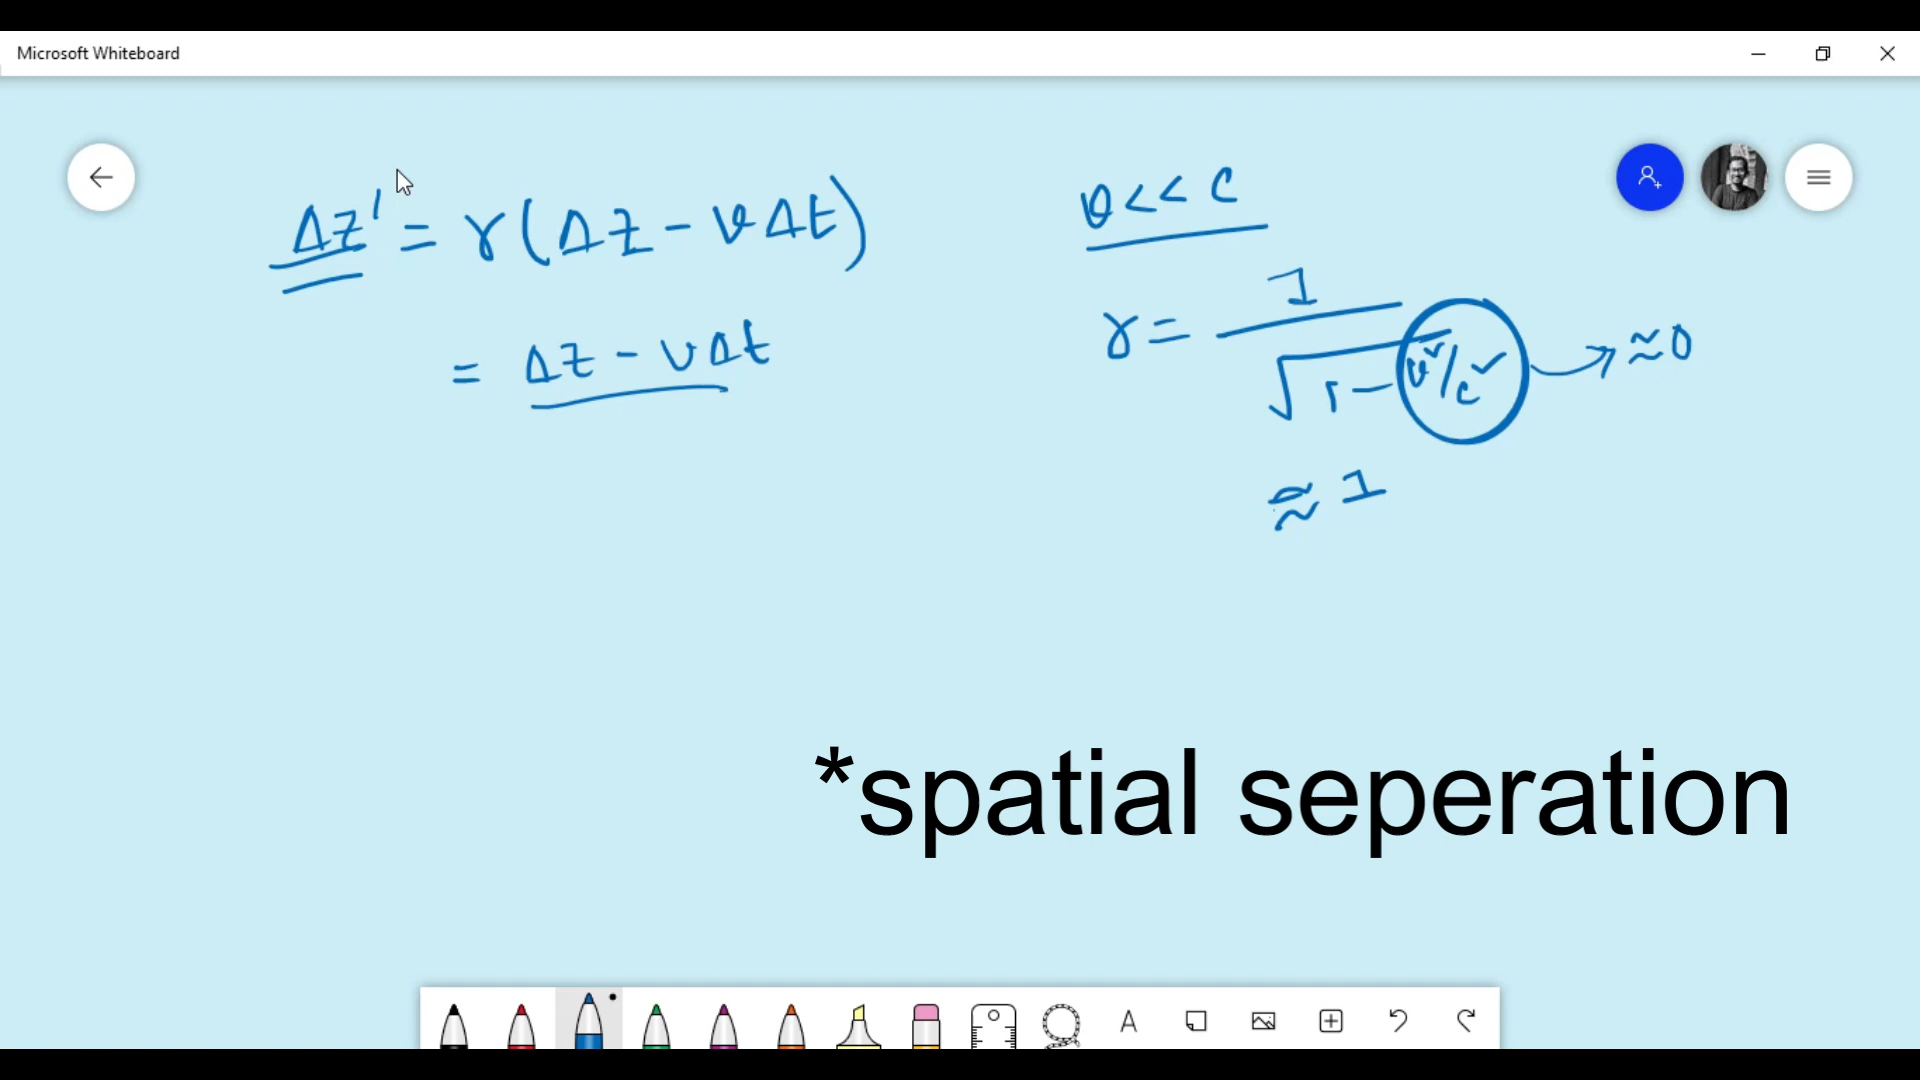 Microsoft Whiteboard
Δz' = γ(Δz - vΔt)
= Δz - vΔt
v << c
γ = 1 / √1 - v²/c² → ≈ 0
≈ 1
*spatial seperation
A